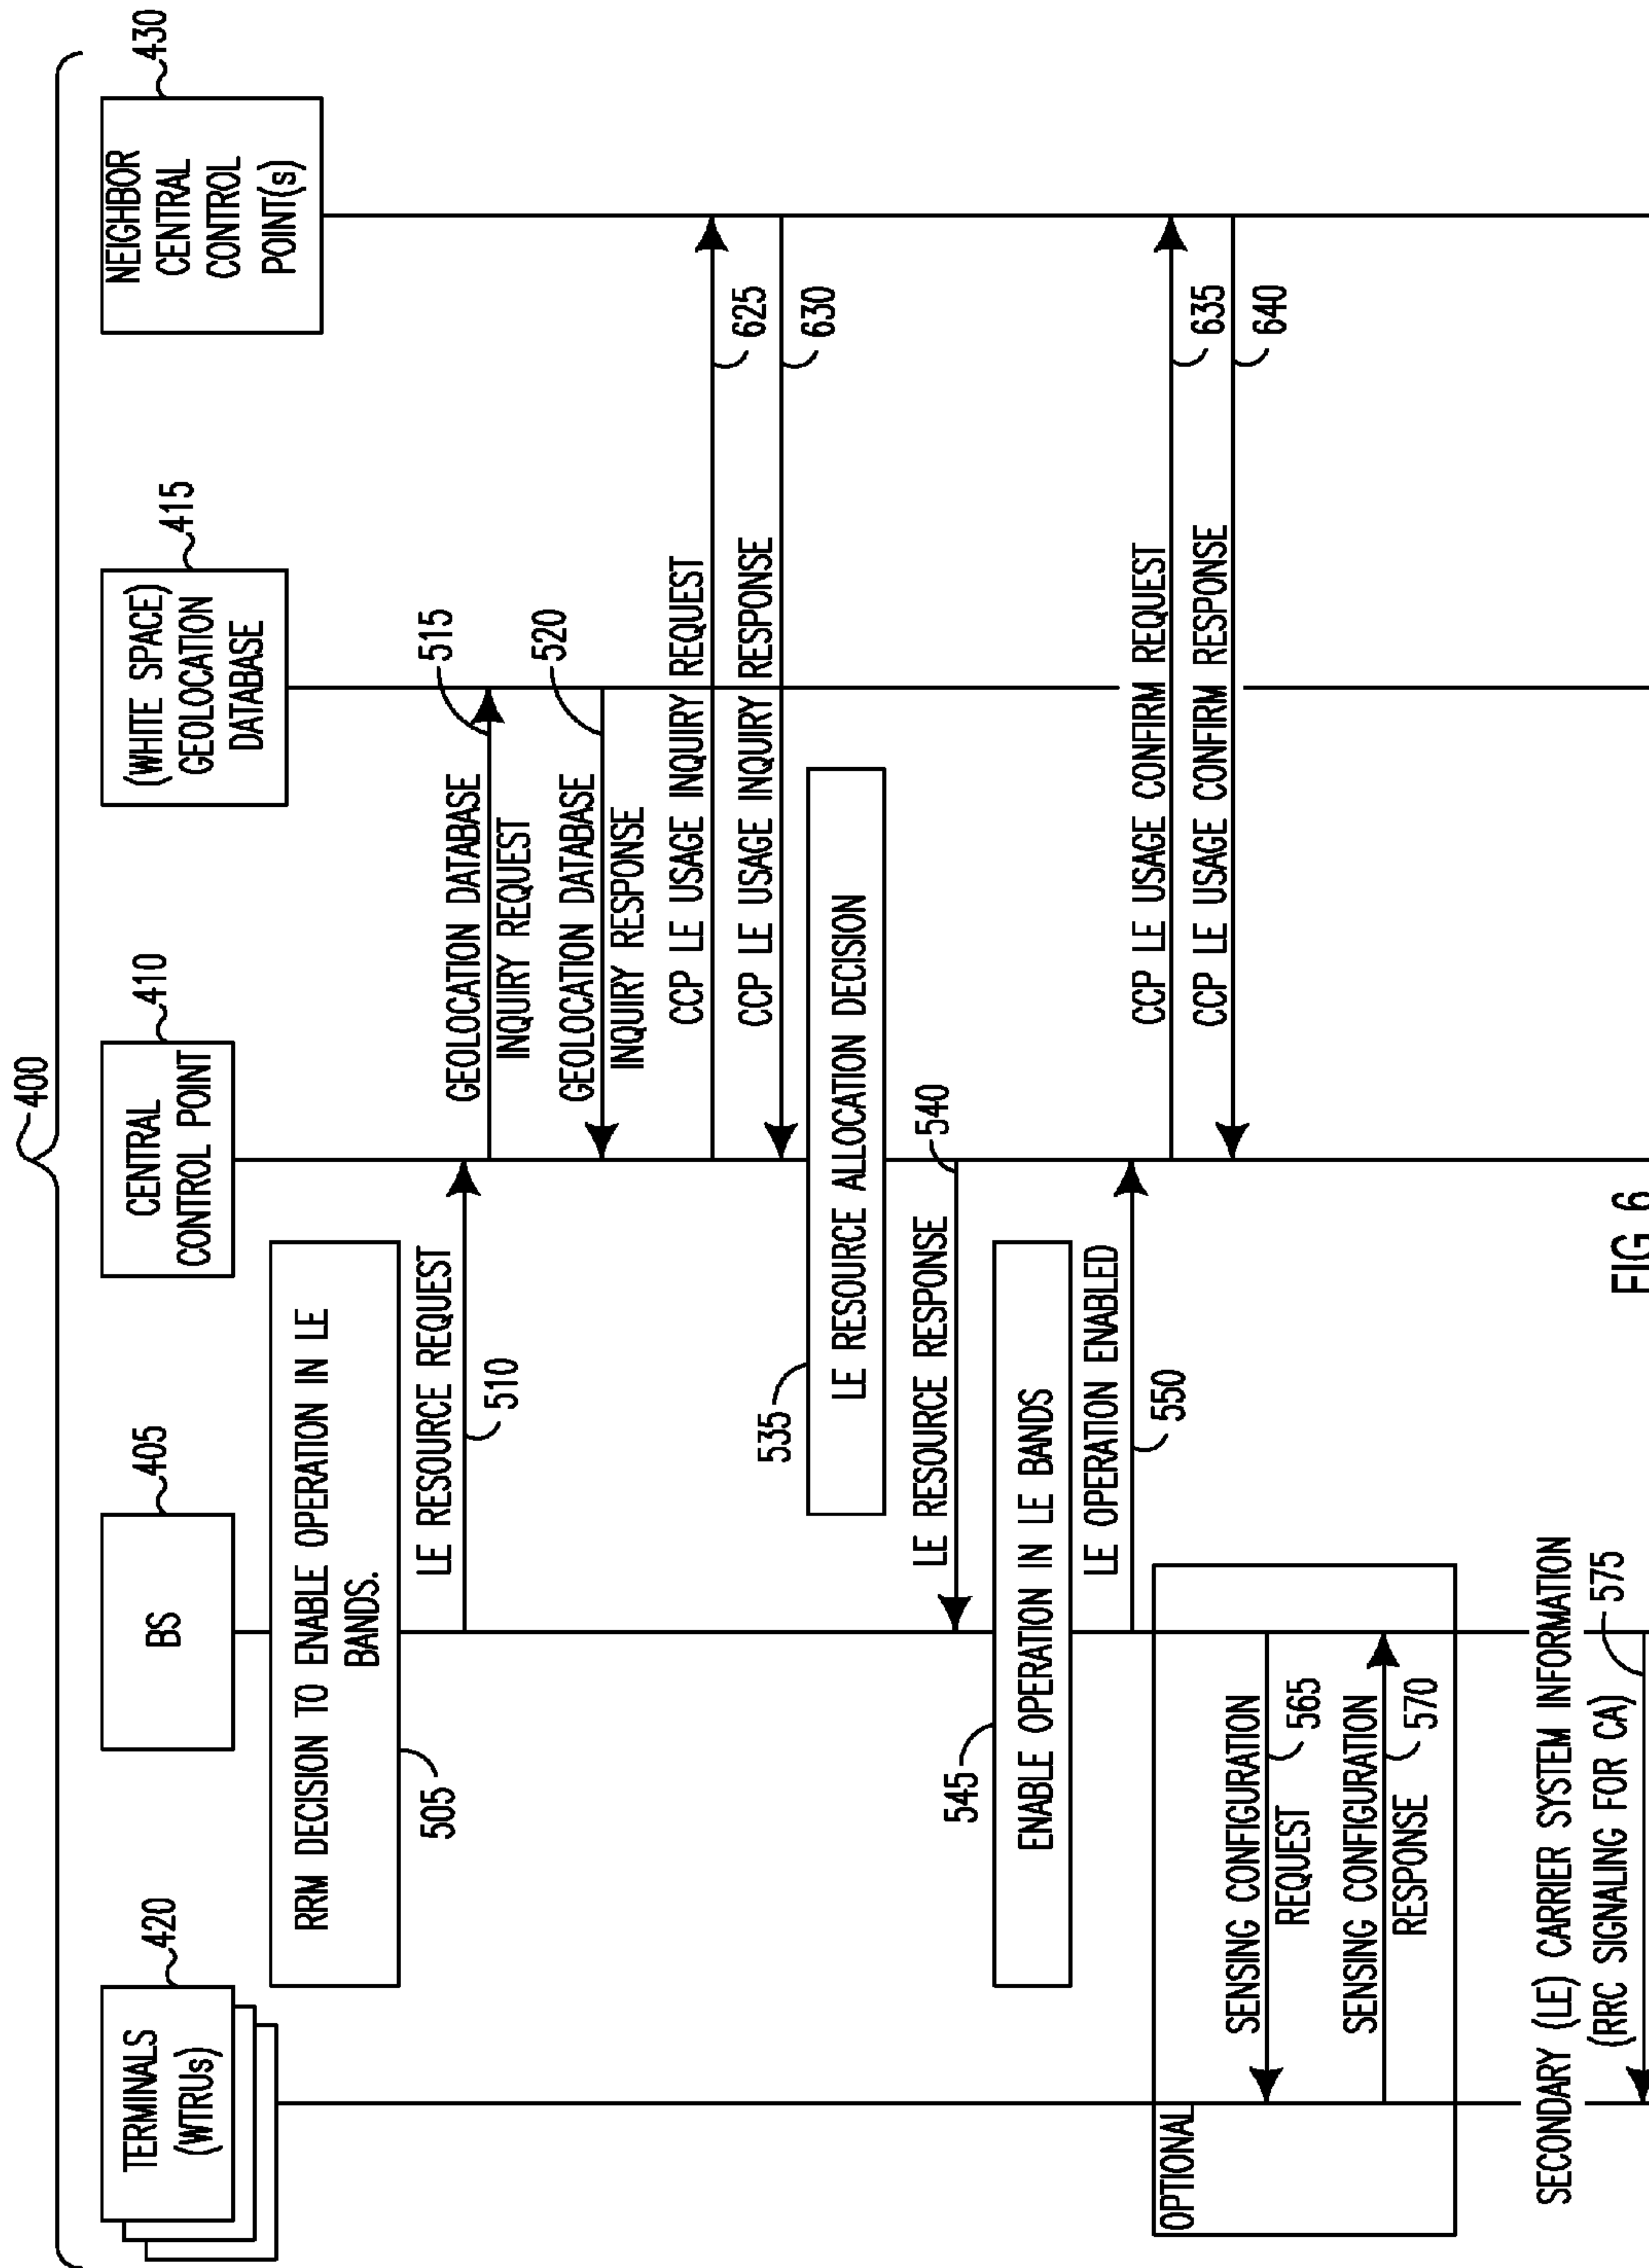 400
TERMINALS
(WTRUs)
420
BS
405
CENTRAL
CONTROL POINT
410
(WHITE SPACE)
GEOLOCATION
DATABASE
415
NEIGHBOR
CENTRAL
CONTROL
POINT(s)
430
RRM DECISION TO ENABLE OPERATION IN LE
BANDS.
505
LE RESOURCE REQUEST
510
GEOLOCATION DATABASE
INQUIRY REQUEST
515
GEOLOCATION DATABASE
INQUIRY RESPONSE
520
CCP LE USAGE INQUIRY REQUEST
625
CCP LE USAGE INQUIRY RESPONSE
630
LE RESOURCE ALLOCATION DECISION
535
LE RESOURCE RESPONSE
540
ENABLE OPERATION IN LE BANDS
545
LE OPERATION ENABLED
550
CCP LE USAGE CONFIRM REQUEST
635
CCP LE USAGE CONFIRM RESPONSE
640
OPTIONAL
SENSING CONFIGURATION
REQUEST
565
SENSING CONFIGURATION
RESPONSE
570
SECONDARY (LE) CARRIER SYSTEM INFORMATION
(RRC SIGNALING FOR CA)
575
FIG 6